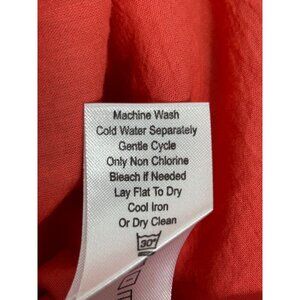 Machine Wash
Cold Water Separately
Gentle Cycle
Only Non Chlorine
Bleach if Needed
Lay Flat To Dry
Cool Iron
Or Dry Clean
30°